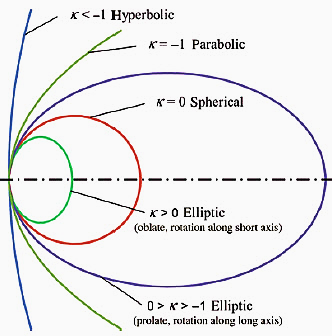 κ < -1 Hyperbolic
κ = -1 Parabolic
κ = 0 Spherical
κ > 0 Elliptic
(oblate, rotation along short axis)
0 > κ > -1 Elliptic
(prolate, rotation along long axis)